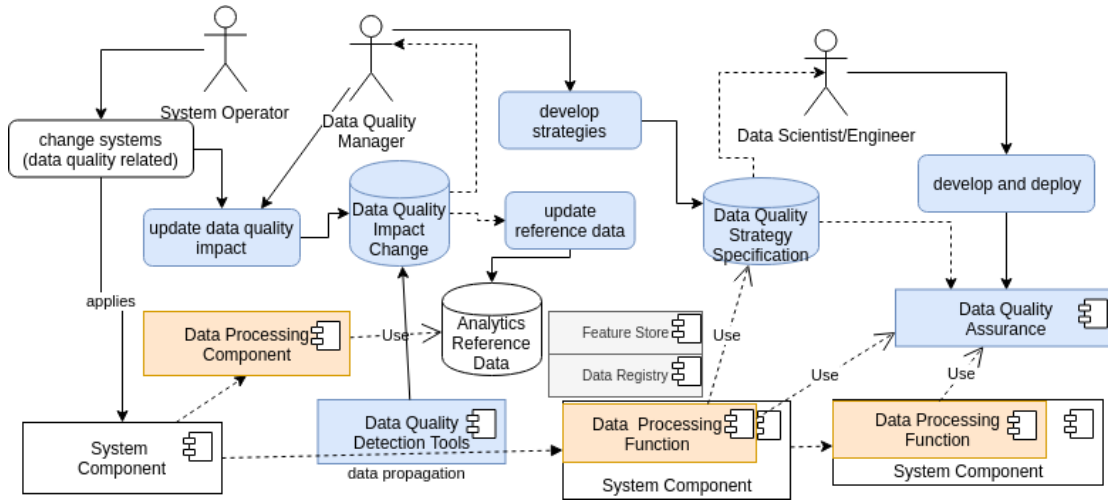 System Operator
Data Quality
Manager
develop
strategies
Data Scientist/Engineer
change systems
(data quality related)
develop and deploy
update data quality
impact
Data Quality
Impact
Change
update
reference data
Data Quality
Strategy
Specification
applies
Data Processing
Component
Use
Analytics
Reference
Data
Feature Store
Data Registry
Use
Data Quality
Assurance
Use
Use
System
Component
Data Quality
Detection Tools
data propagation
Data Processing
Function
System Component
Data Processing
Function
System Component